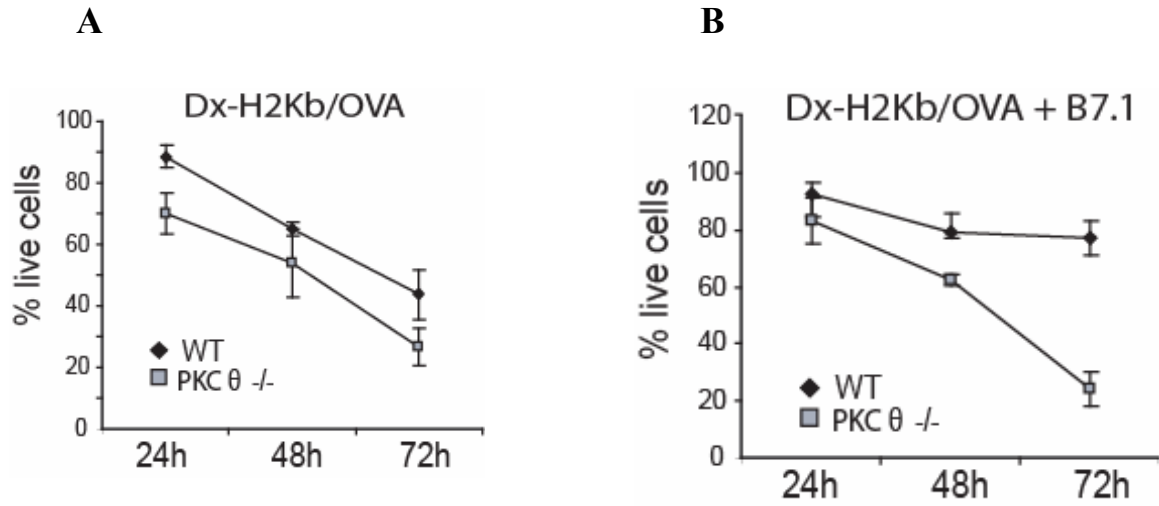 A
Dx-H2Kb/OVA
% live cells
100
80
60
40
20
0
24h 48h 72h
WT
PKC θ -/-
B
Dx-H2Kb/OVA + B7.1
% live cells
120
100
80
60
40
20
0
24h 48h 72h
WT
PKC θ -/-